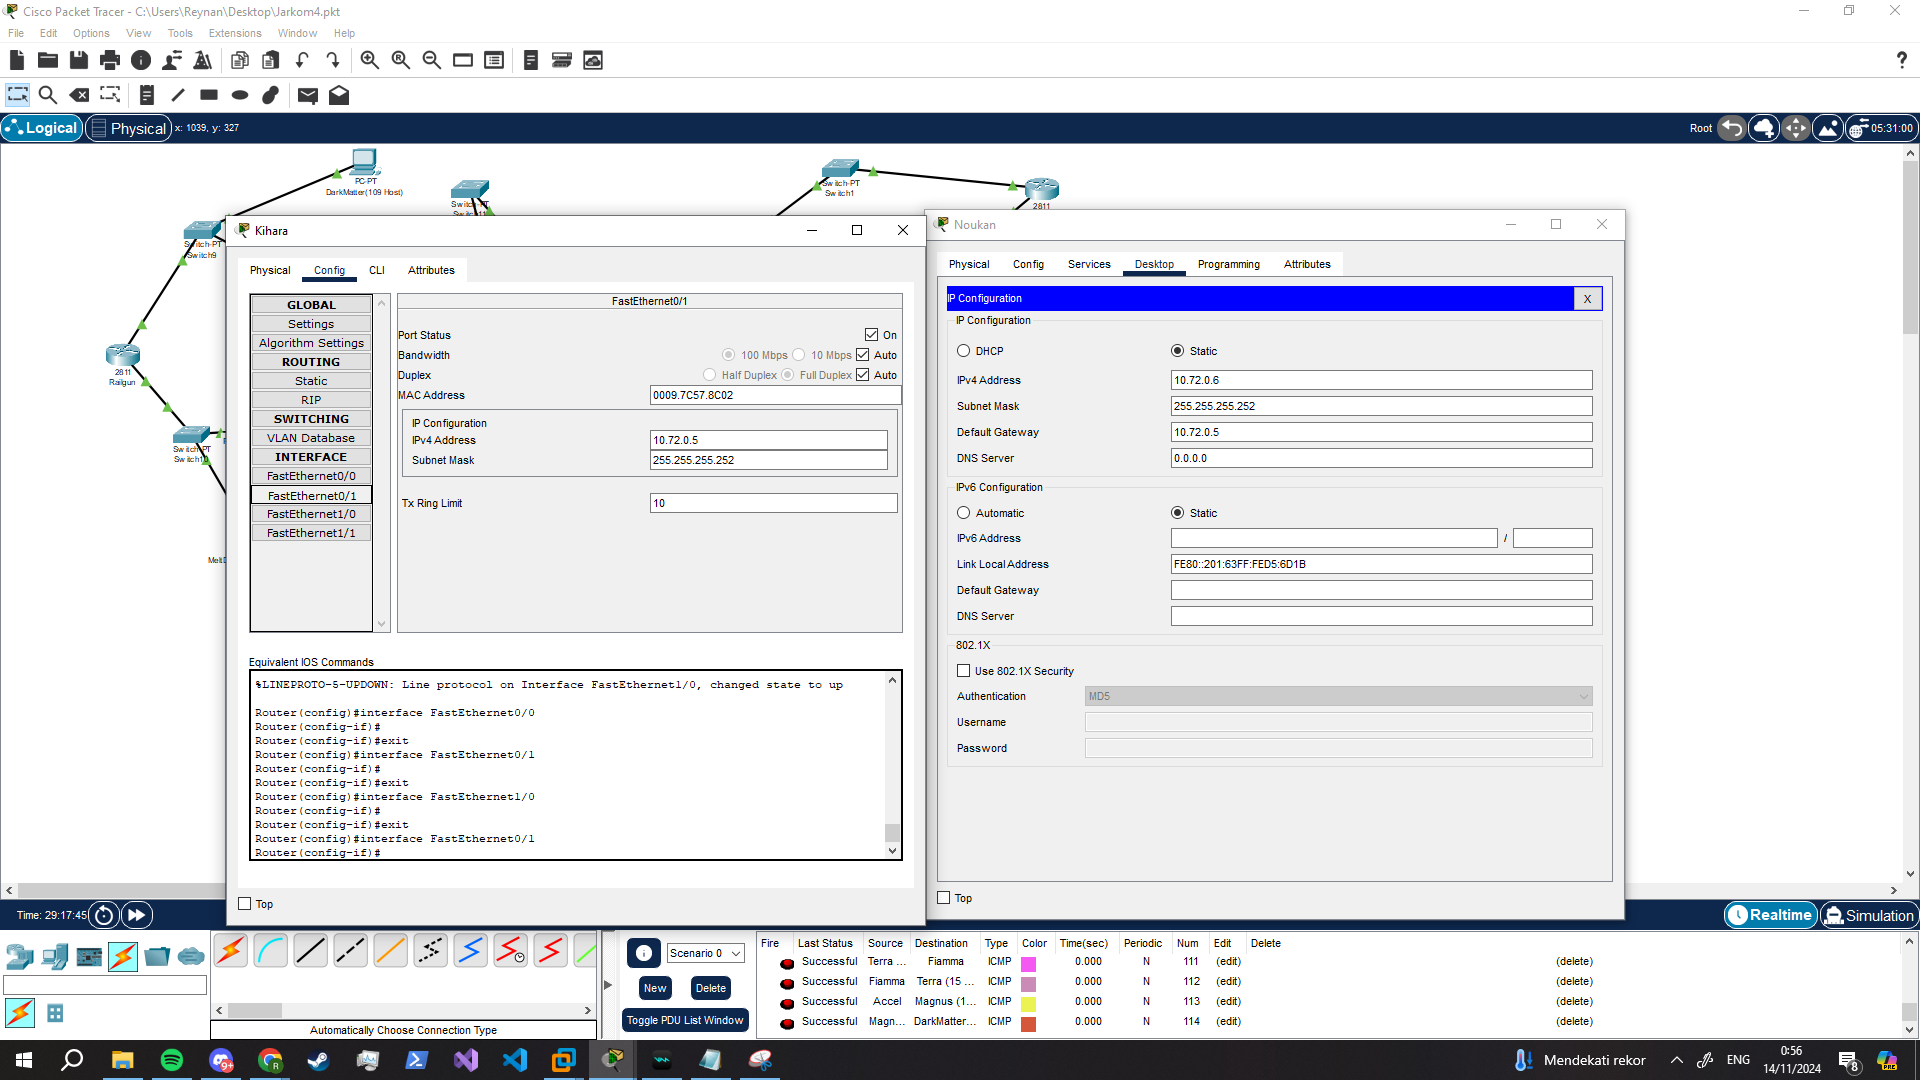 Cisco Packet Tracer - C:\Users\Reynan\Desktop\Jarkom4.pkt
File Edit Options View Tools Extensions Window Help
Logical Physical x: 1039, y: 327 Root 05:31:00
PC-PT
DarkMatter(109 Host)
Switch-PT
Switch9
Switch-PT
Switch-PT
Switch1
2811
2811
Railgun
Switch-PT
Kihara
Physical Config CLI Attributes
GLOBAL
Settings
Algorithm Settings
ROUTING
Static
RIP
SWITCHING
VLAN Database
INTERFACE
FastEthernet0/0
FastEthernet0/1
FastEthernet1/0
FastEthernet1/1
FastEthernet0/1
Port Status On
Bandwidth 100 Mbps 10 Mbps Auto
Duplex Half Duplex Full Duplex Auto
MAC Address 0009.7C57.8C02
IP Configuration
IPv4 Address 10.72.0.5
Subnet Mask 255.255.255.252
Tx Ring Limit 10
Equivalent IOS Commands
%LINEPROTO-5-UPDOWN: Line protocol on Interface FastEthernet1/0, changed state to up
Router(config)#interface FastEthernet0/0
Router(config-if)#
Router(config-if)#exit
Router(config)#interface FastEthernet0/1
Router(config-if)#
Router(config-if)#exit
Router(config)#interface FastEthernet1/0
Router(config-if)#
Router(config-if)#exit
Router(config)#interface FastEthernet0/1
Router(config-if)#
Top
Noukan
Physical Config Services Desktop Programming Attributes
IP Configuration X
IP Configuration
DHCP Static
IPv4 Address 10.72.0.6
Subnet Mask 255.255.255.252
Default Gateway 10.72.0.5
DNS Server 0.0.0.0
IPv6 Configuration
Automatic Static
IPv6 Address /
Link Local Address FE80::201:63FF:FED5:6D1B
Default Gateway
DNS Server
802.1X
Use 802.1X Security
Authentication MD5
Username
Password
Top
Time: 29:17:45 Realtime Simulation
Automatically Choose Connection Type
Scenario 0
New Delete
Toggle PDU List Window
Fire Last Status Source Destination Type Color Time(sec) Periodic Num Edit Delete
Successful Terra ... Fiamma ICMP 0.000 N 111 (edit) (delete)
Successful Fiamma Terra (15 ... ICMP 0.000 N 112 (edit) (delete)
Successful Accel Magnus (1... ICMP 0.000 N 113 (edit) (delete)
Successful Magn... DarkMatter... ICMP 0.000 N 114 (edit) (delete)
Mendekati rekor ENG 0:56
14/11/2024 8